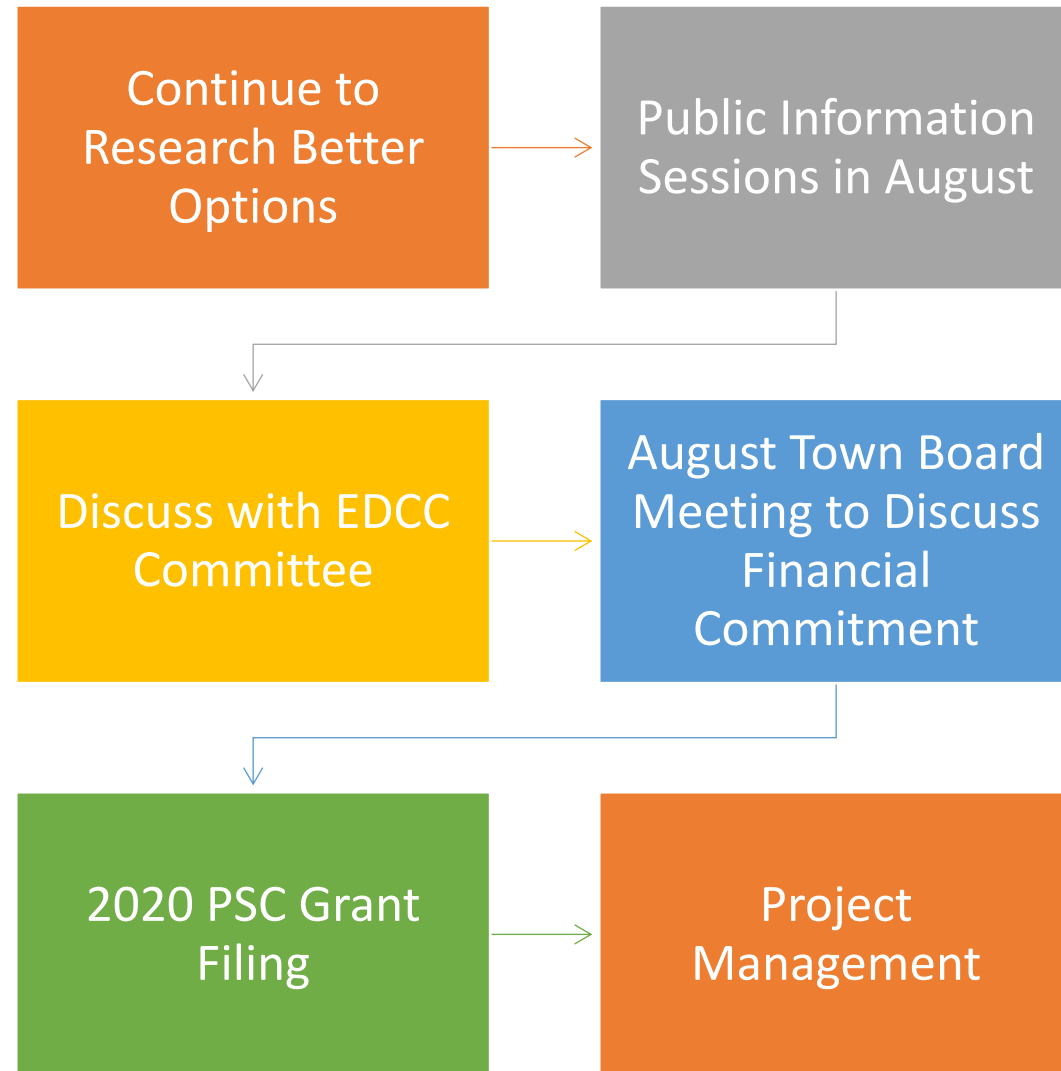 Continue to
Research Better
Options
Public Information
Sessions in August
Discuss with EDCC
Committee
August Town Board
Meeting to Discuss
Financial
Commitment
2020 PSC Grant
Filing
Project
Management